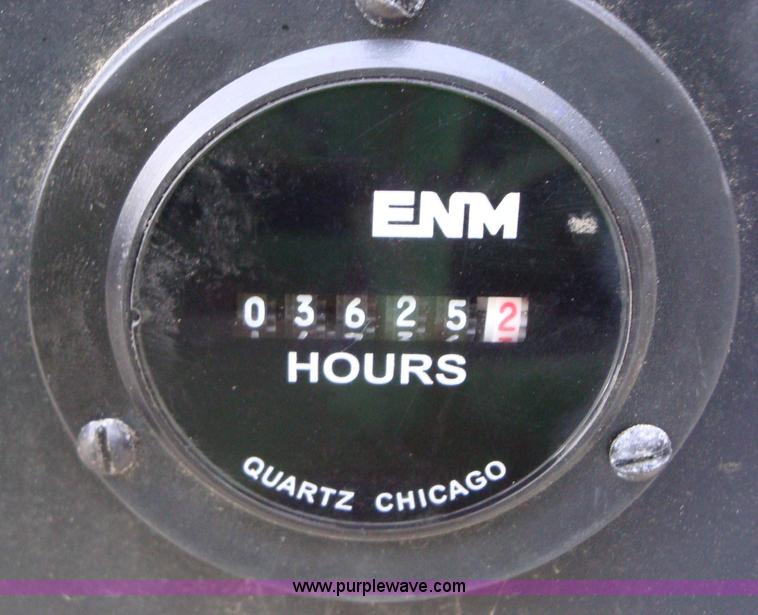 ENM
036252
HOURS
QUARTZ CHICAGO
www.purplewave.com